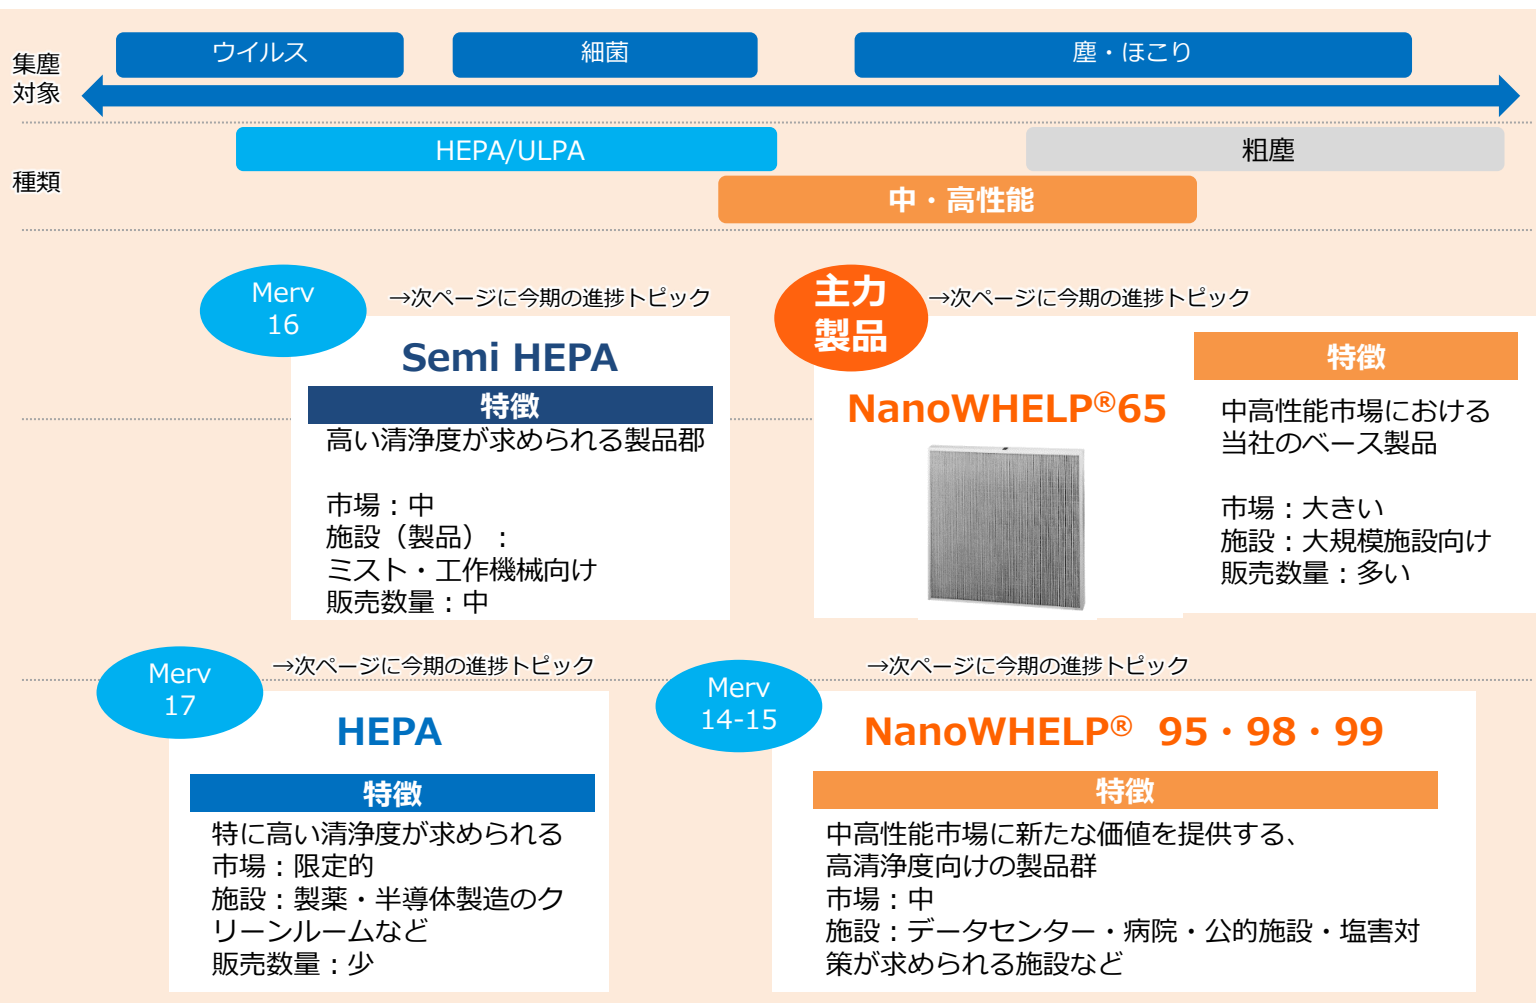 集塵
対象
ウイルス
細菌
塵・ほこり
種類
HEPA/ULPA
粗塵
中・高性能
Merv
16
→次ページに今期の進捗トピック
Semi HEPA
特徴
高い清浄度が求められる製品群
市場：中
施設（製品）：
ミスト・工作機械向け
販売数量：中
主力
製品
→次ページに今期の進捗トピック
NanoWHELP®65
特徴
中高性能市場における
当社のベース製品
市場：大きい
施設：大規模施設向け
販売数量：多い
Merv
17
→次ページに今期の進捗トピック
HEPA
特徴
特に高い清浄度が求められる
市場：限定的
施設：製薬・半導体製造のク
リーンルームなど
販売数量：少
Merv
14-15
→次ページに今期の進捗トピック
NanoWHELP® 95・98・99
特徴
中高性能市場に新たな価値を提供する、
高清浄度向けの製品群
市場：中
施設：データセンター・病院・公的施設・塩害対
策が求められる施設など